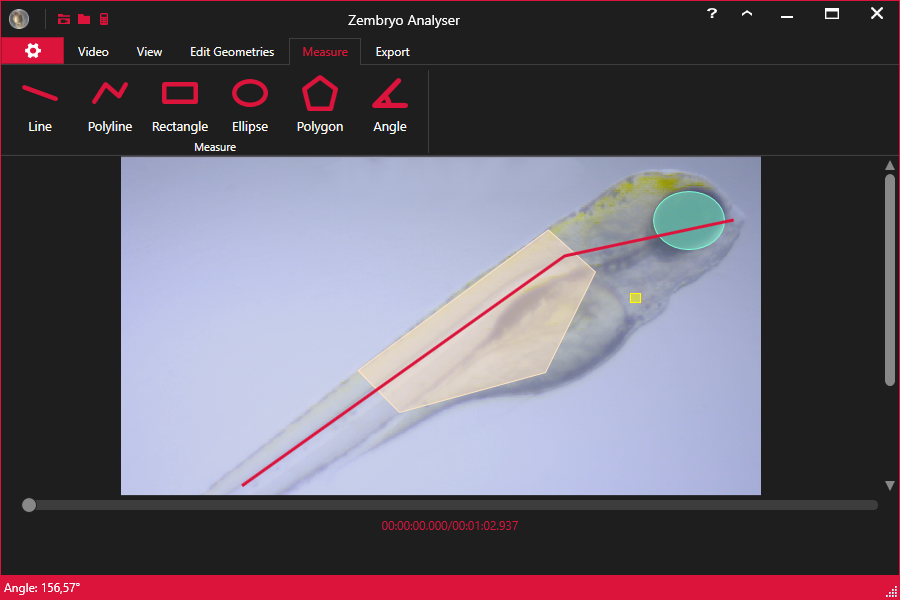 Zembryo Analyser
?
Video View Edit Geometries Measure Export
Line Polyline Rectangle Ellipse Polygon Angle
Measure
00:00:00.000/00:01:02.937
Angle: 156,57°